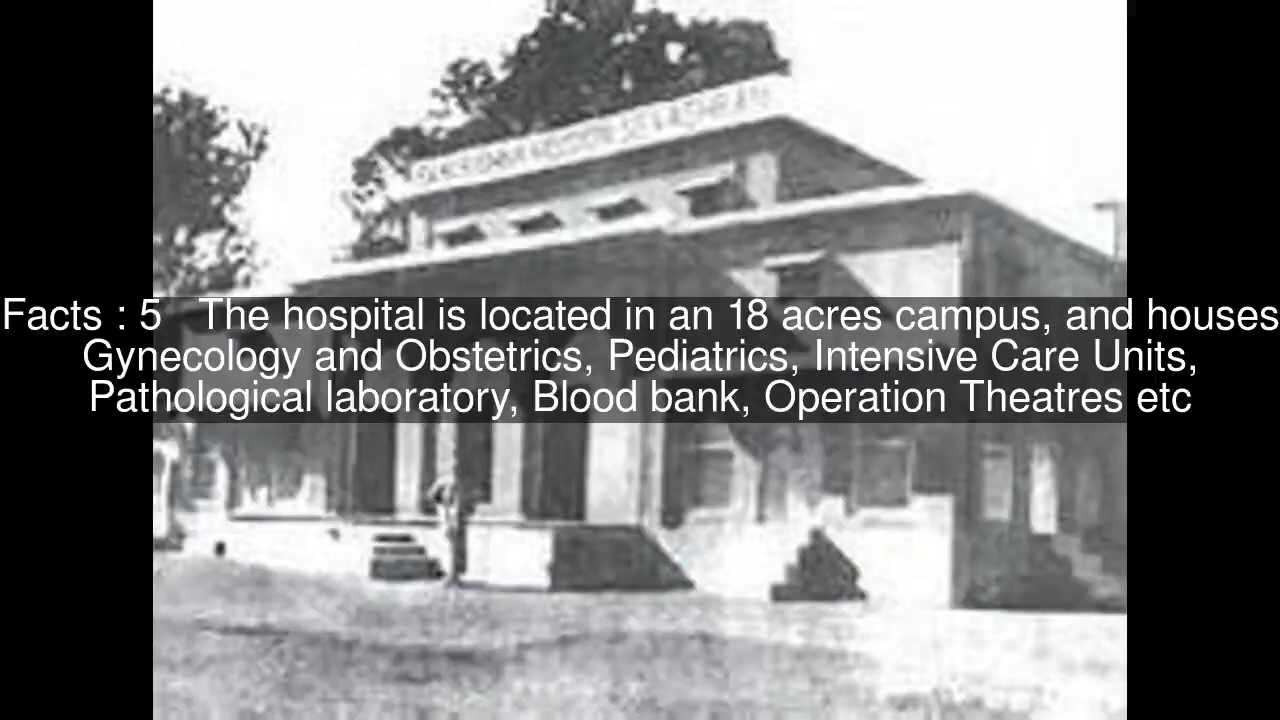 Facts : 5 The hospital is located in an 18 acres campus, and houses
Gynecology and Obstetrics, Pediatrics, Intensive Care Units,
Pathological laboratory, Blood bank, Operation Theatres etc